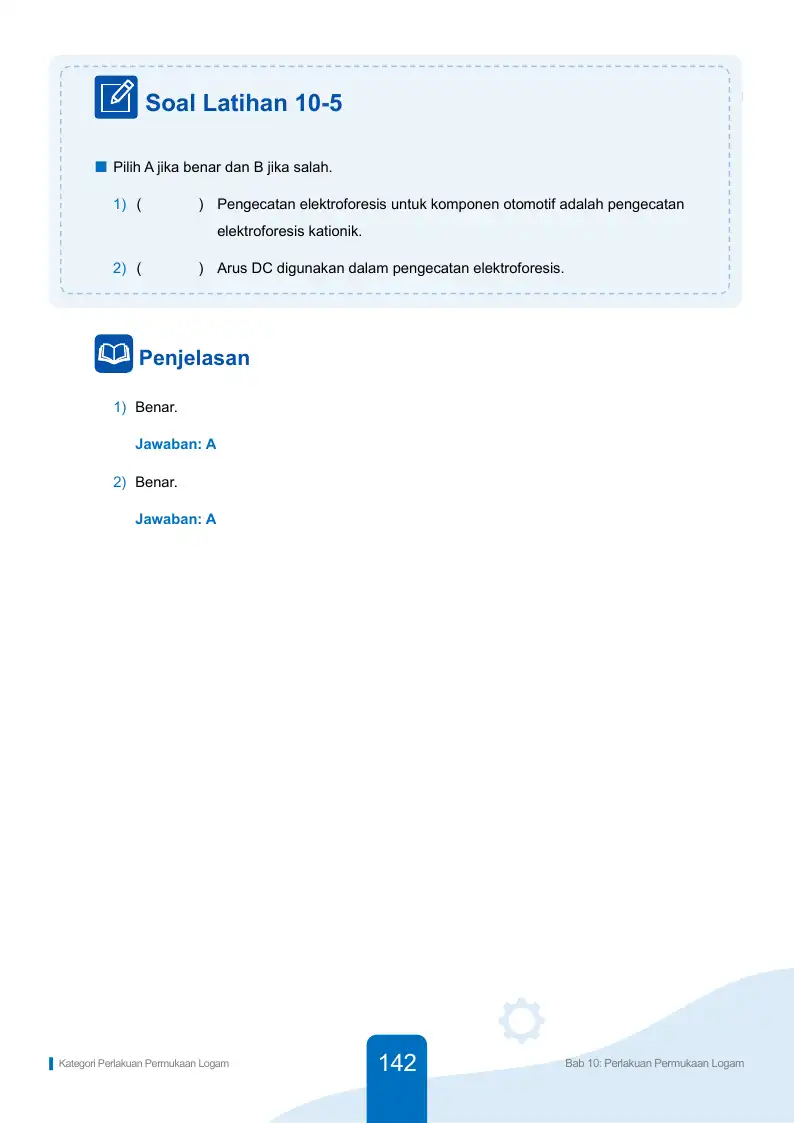 Soal Latihan 10-5
Pilih A jika benar dan B jika salah.
1) ( ) Pengecatan elektroforesis untuk komponen otomotif adalah pengecatan
elektroforesis kationik.
2) ( ) Arus DC digunakan dalam pengecatan elektroforesis.
Penjelasan
1) Benar.
Jawaban: A
2) Benar.
Jawaban: A
Kategori Perlakuan Permukaan Logam
142
Bab 10: Perlakuan Permukaan Logam